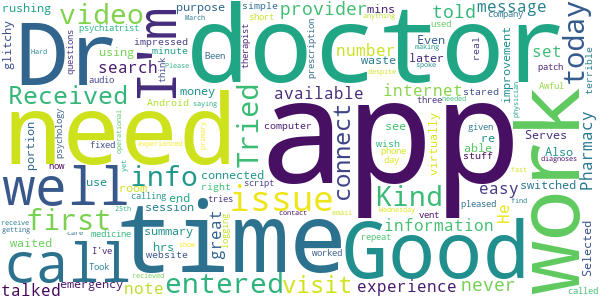 rushing
video
purpose
provider
mins
message
told
company
glitchy
Dr
I'm
psychiatrist
using
March
simple
short
anything
doctor
today
terrible
impressed
minute
think
search
questions
audio
Been
prescription
therapist
number
waste
used
Even
later
making
spoke
real
set
patch
Awful
improvement
Received
money
available
Android
Please
saying
Tried
internet
despite
stared
physician
need
app
work
Hard
computer
three
needed
Serves
operational
portion
psychology
fixed
experienced
primary
connect
see
wish
phone
day
virtually
given
re
able
stuff
Also
diagnoses
Pharmacy
well
info
issue
Kind
easy
now
yet
use
room
connected
calling
right
script
tries
He
fast
pleased
switched
first
time
Good
information
visit
experience
never
call
entered
25th
end
session
medicine
summary
great
logging
contact
email
Wednesday
vent
find
Selected
receive
getting
waited
I've
Took
care
hrs
website
worked
repeat
show
talked
emergency
note
recieved
called